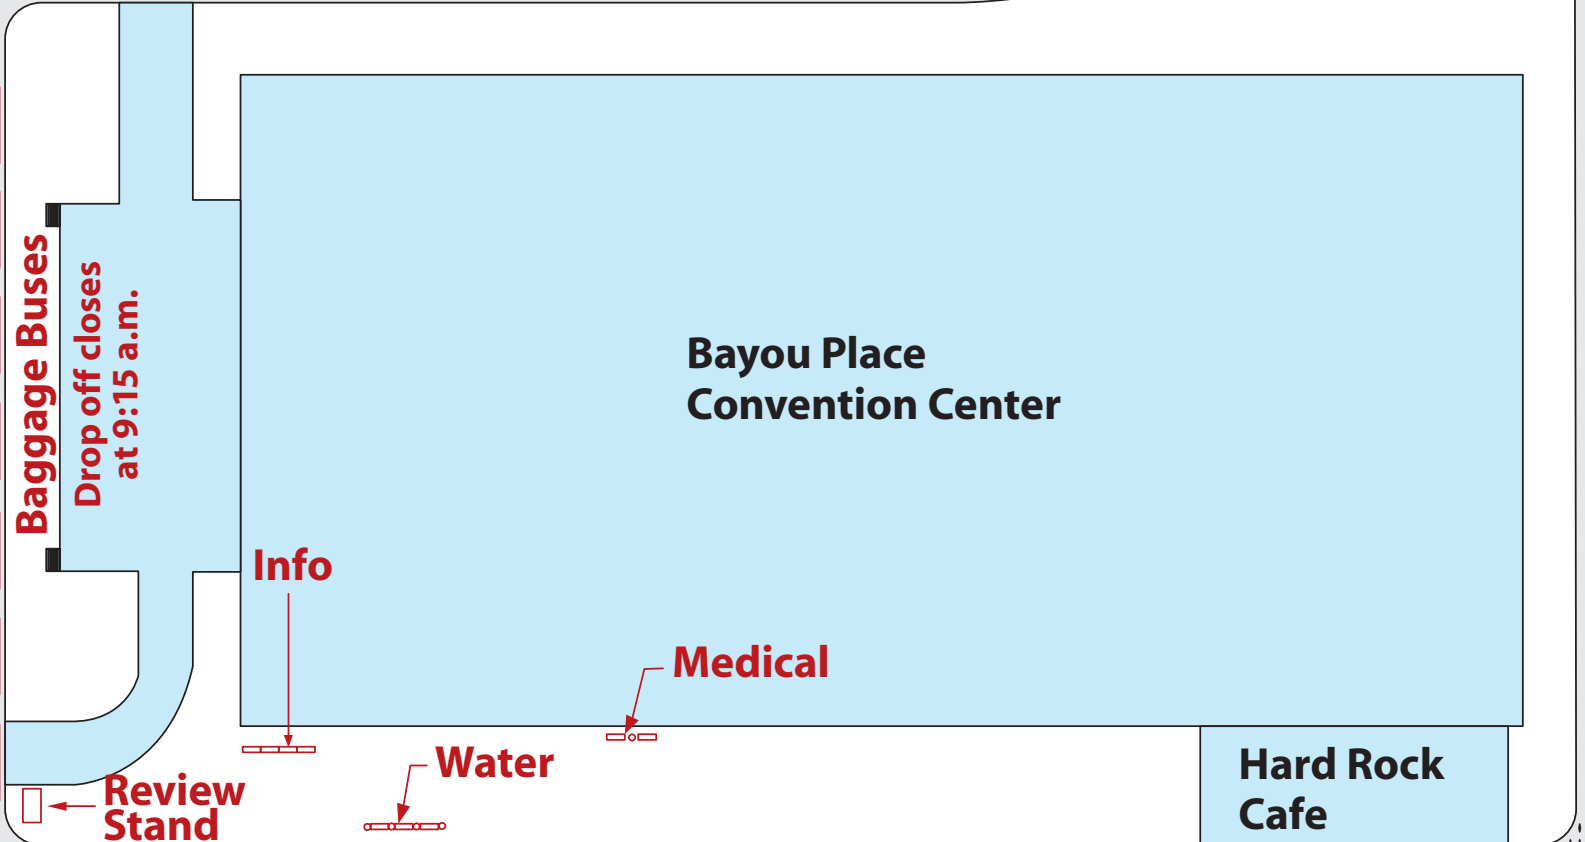 Baggage Buses
Drop off closes
at 9:15 a.m.
Bayou Place
Convention Center
Info
Medical
Water
Review
Stand
Hard Rock
Cafe